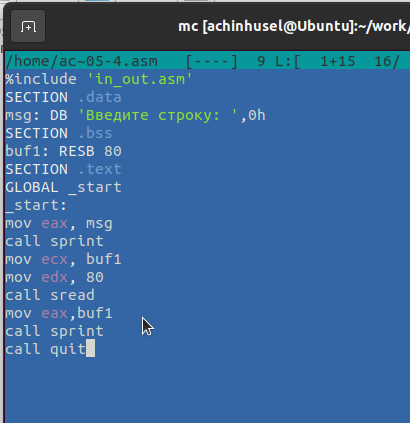 mc [achinhusel@Ubuntu]:~/work/
/home/ac~05-4.asm   [----]  9 L:[  1+15  16/
%include 'in_out.asm'
SECTION .data
msg: DB 'Введите строку: ',0h
SECTION .bss
buf1: RESB 80
SECTION .text
GLOBAL _start
_start:
mov eax, msg
call sprint
mov ecx, buf1
mov edx, 80
call sread
mov eax,buf1
call sprint
call quit